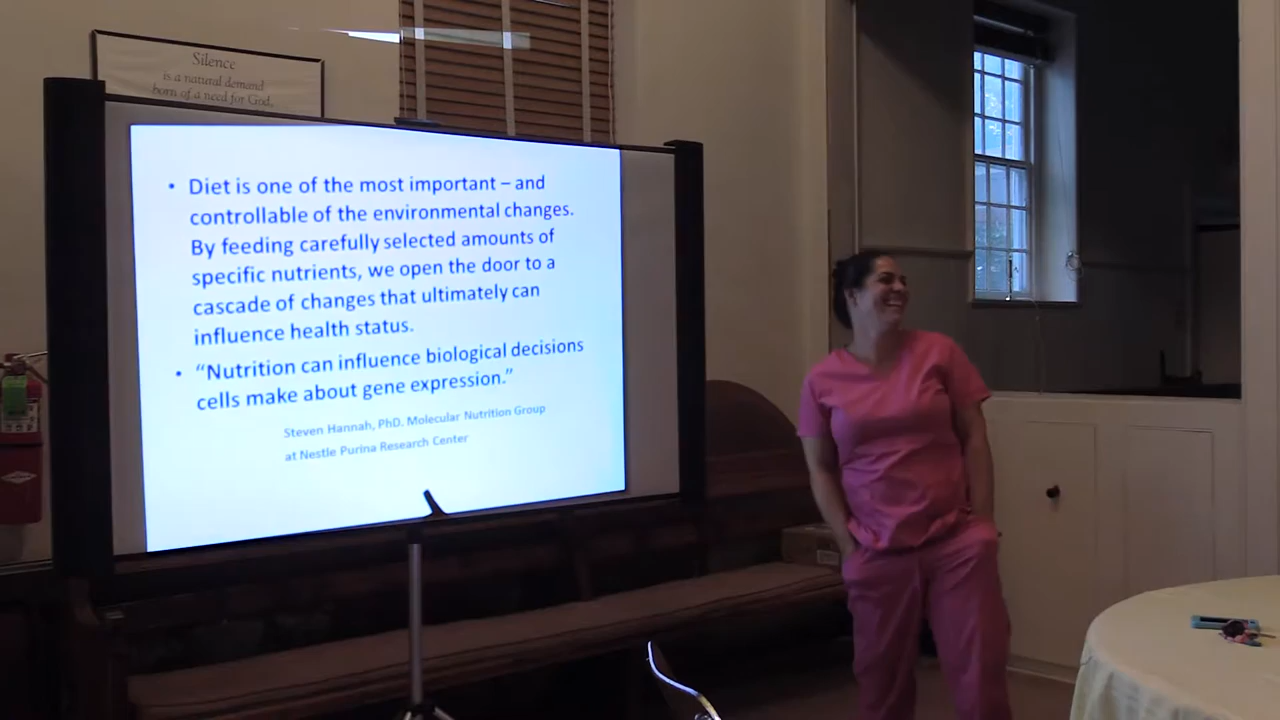 Silence
is a natural demand
born of a need for God.
• Diet is one of the most important – and
controllable of the environmental changes.
By feeding carefully selected amounts of
specific nutrients, we open the door to a
cascade of changes that ultimately can
influence health status.
• “Nutrition can influence biological decisions
cells make about gene expression.”
Steven Hannah, PhD. Molecular Nutrition Group
at Nestle Purina Research Center